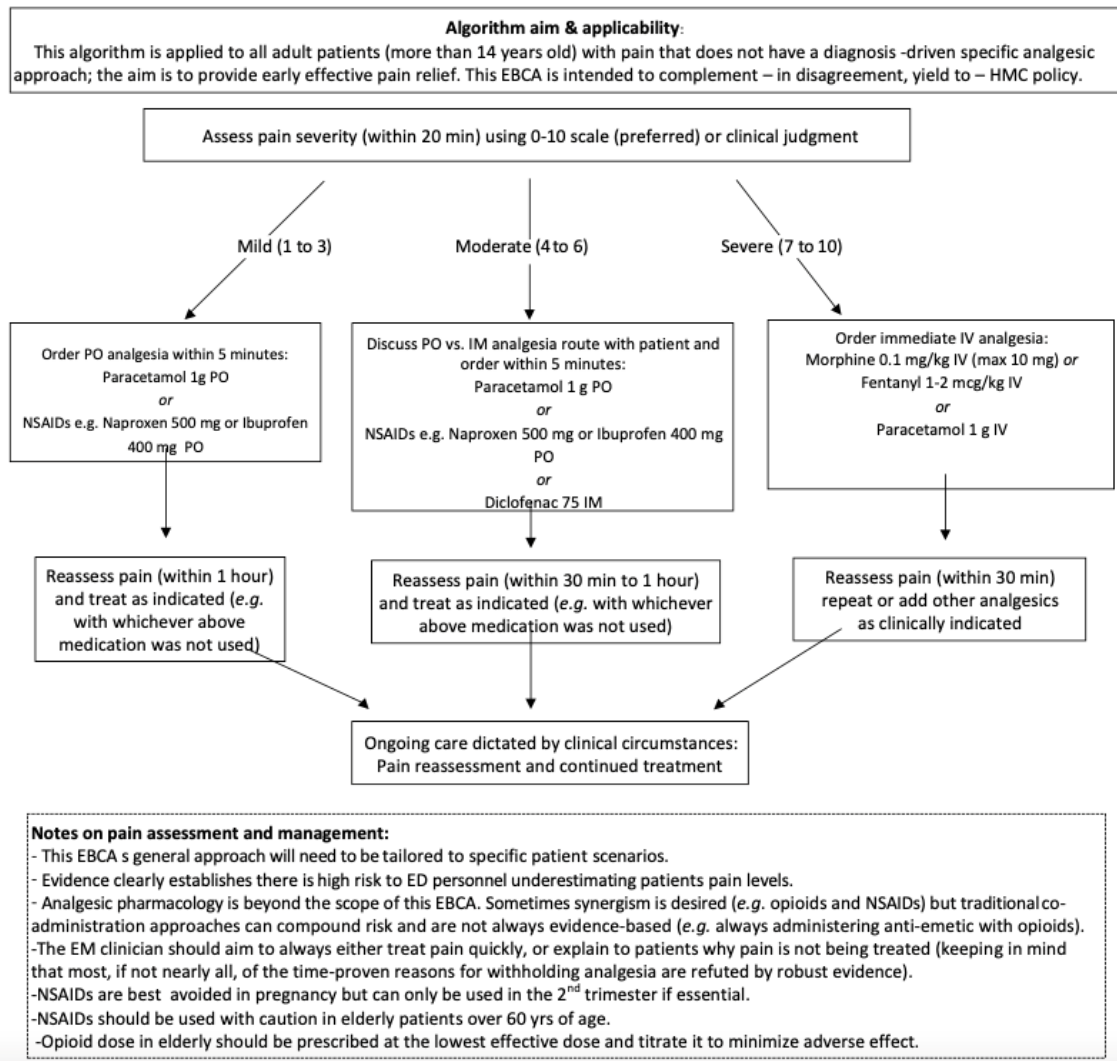 Algorithm aim & applicability:
This algorithm is applied to all adult patients (more than 14 years old) with pain that does not have a diagnosis -driven specific analgesic
approach; the aim is to provide early effective pain relief. This EBCA is intended to complement – in disagreement, yield to – HMC policy.
Assess pain severity (within 20 min) using 0-10 scale (preferred) or clinical judgment
Mild (1 to 3)
Moderate (4 to 6)
Severe (7 to 10)
Order PO analgesia within 5 minutes:
Paracetamol 1g PO
or
NSAIDs e.g. Naproxen 500 mg or Ibuprofen
400 mg PO
Discuss PO vs. IM analgesia route with patient and
order within 5 minutes:
Paracetamol 1 g PO
or
NSAIDs e.g. Naproxen 500 mg or Ibuprofen 400 mg
PO
or
Diclofenac 75 IM
Order immediate IV analgesia:
Morphine 0.1 mg/kg IV (max 10 mg) or
Fentanyl 1-2 mcg/kg IV
or
Paracetamol 1 g IV
Reassess pain (within 1 hour)
and treat as indicated (e.g.
with whichever above
medication was not used)
Reassess pain (within 30 min to 1 hour)
and treat as indicated (e.g. with whichever
above medication was not used)
Reassess pain (within 30 min)
repeat or add other analgesics
as clinically indicated
Ongoing care dictated by clinical circumstances:
Pain reassessment and continued treatment
Notes on pain assessment and management:
- This EBCA s general approach will need to be tailored to specific patient scenarios.
- Evidence clearly establishes there is high risk to ED personnel underestimating patients pain levels.
- Analgesic pharmacology is beyond the scope of this EBCA. Sometimes synergism is desired (e.g. opioids and NSAIDs) but traditional co-
administration approaches can compound risk and are not always evidence-based (e.g. always administering anti-emetic with opioids).
-The EM clinician should aim to always either treat pain quickly, or explain to patients why pain is not being treated (keeping in mind
that most, if not nearly all, of the time-proven reasons for withholding analgesia are refuted by robust evidence).
-NSAIDs are best avoided in pregnancy but can only be used in the 2nd trimester if essential.
-NSAIDs should be used with caution in elderly patients over 60 yrs of age.
-Opioid dose in elderly should be prescribed at the lowest effective dose and titrate it to minimize adverse effect.